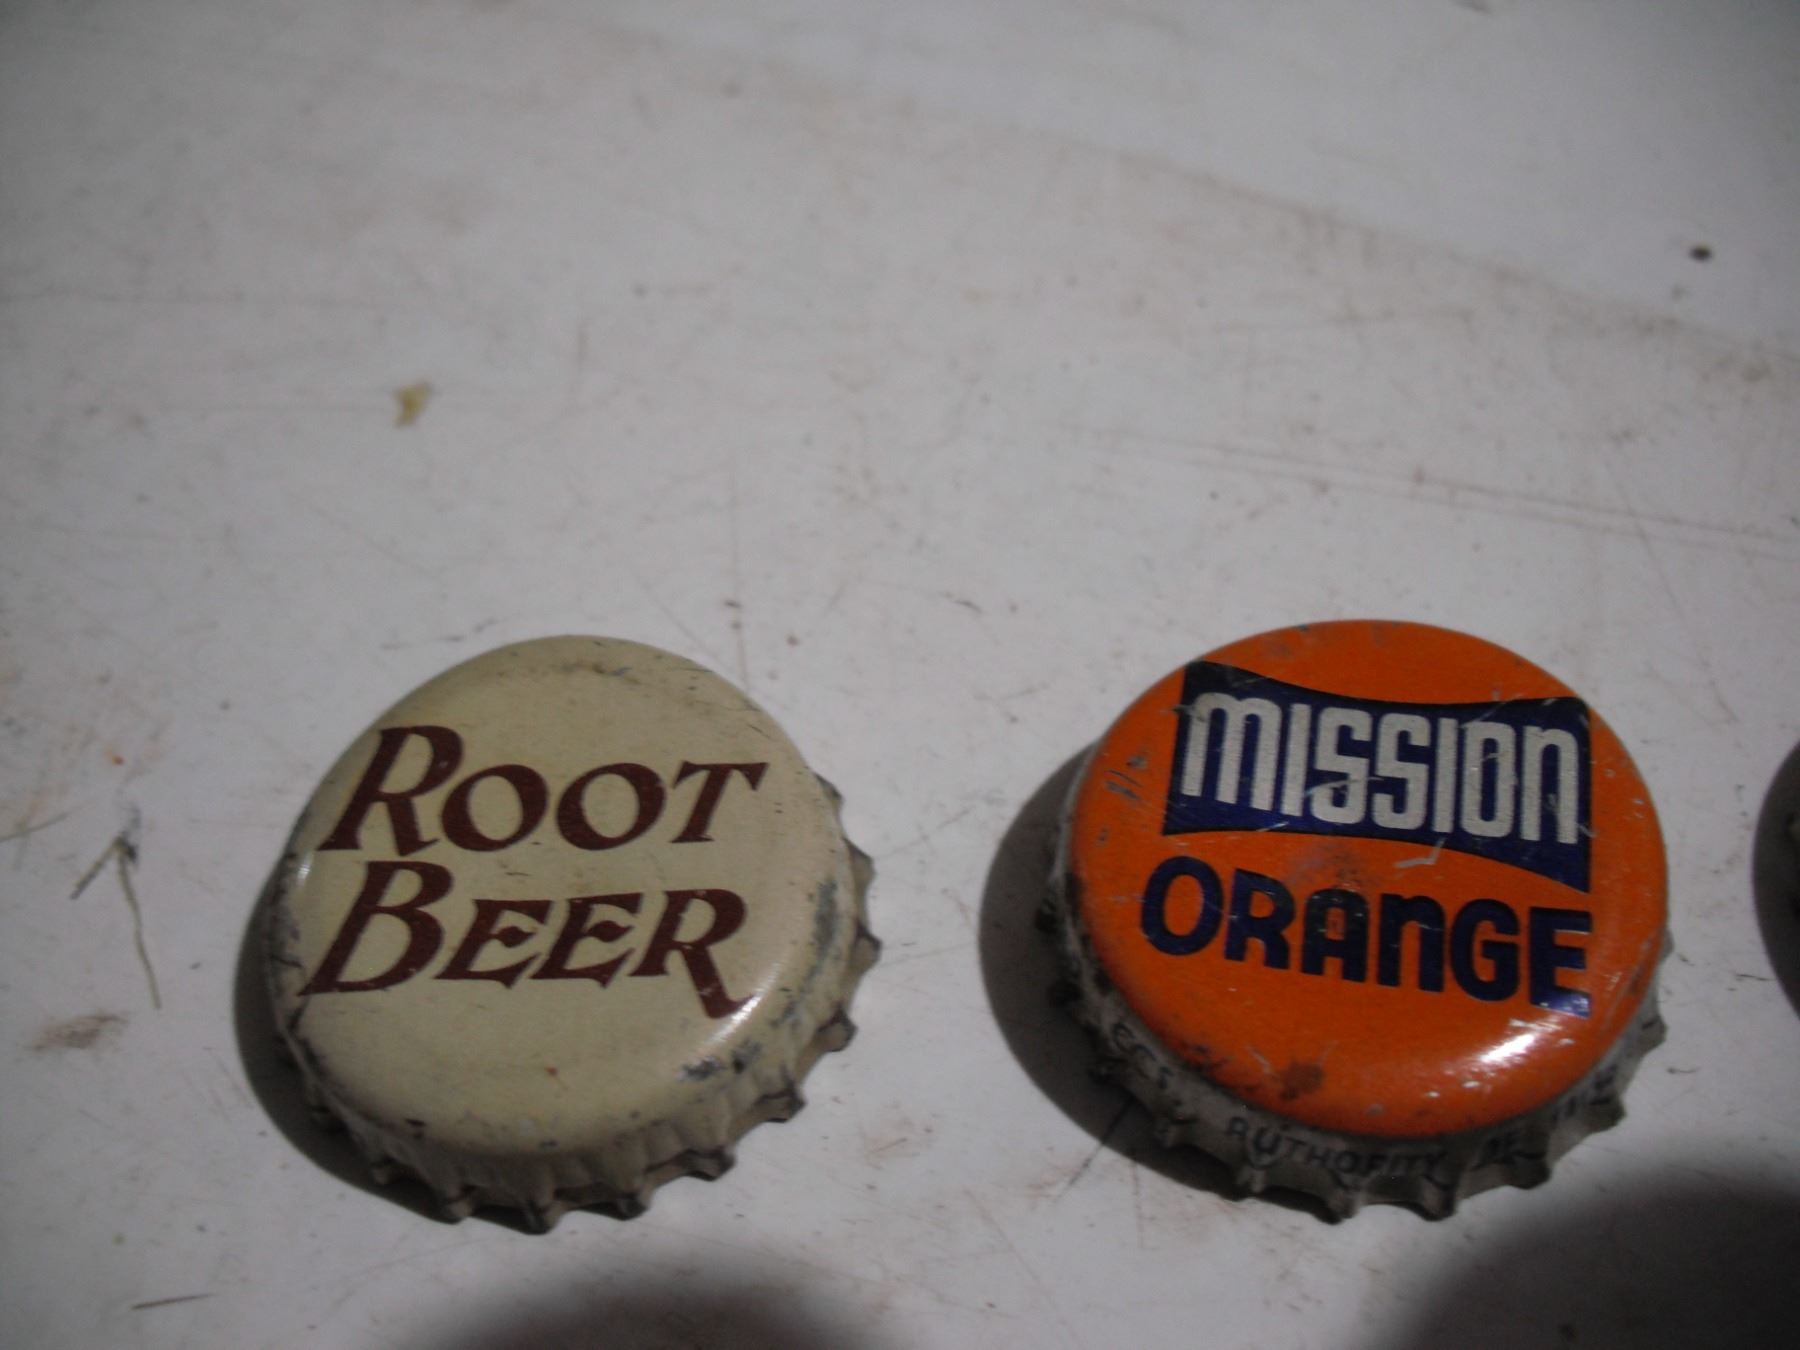 ROOT
BEER
mission
ORANGE
AUTHORITY